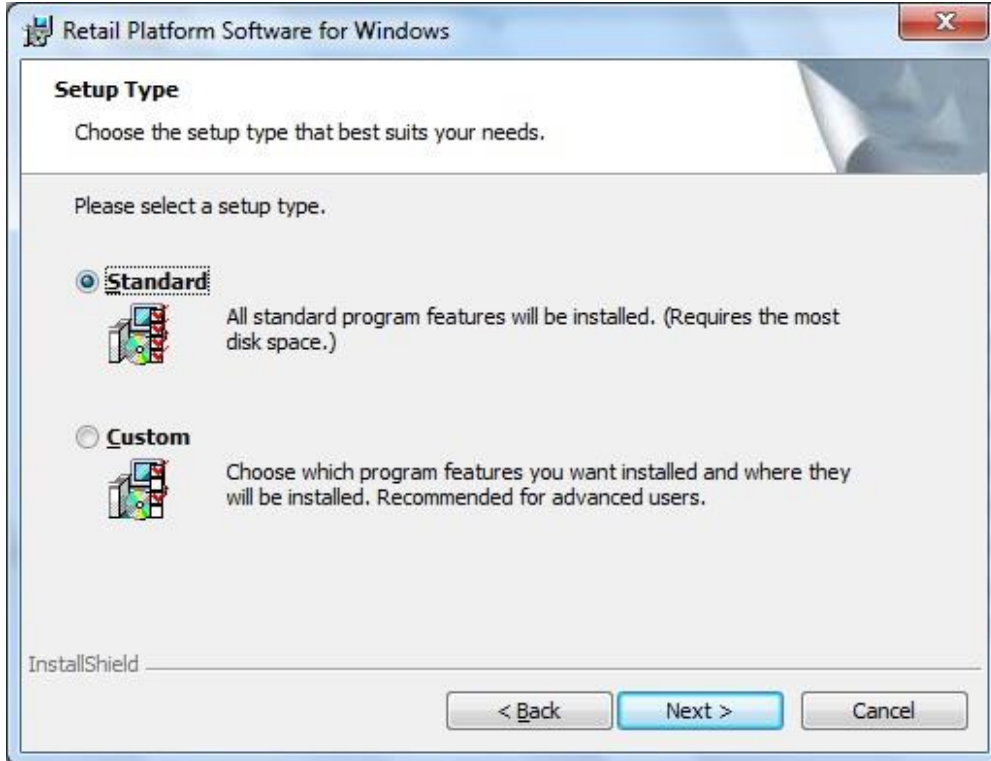 Retail Platform Software for Windows
Setup Type
Choose the setup type that best suits your needs.
Please select a setup type.
Standard
All standard program features will be installed. (Requires the most
disk space.)
Custom
Choose which program features you want installed and where they
will be installed. Recommended for advanced users.
InstallShield
< Back
Next >
Cancel